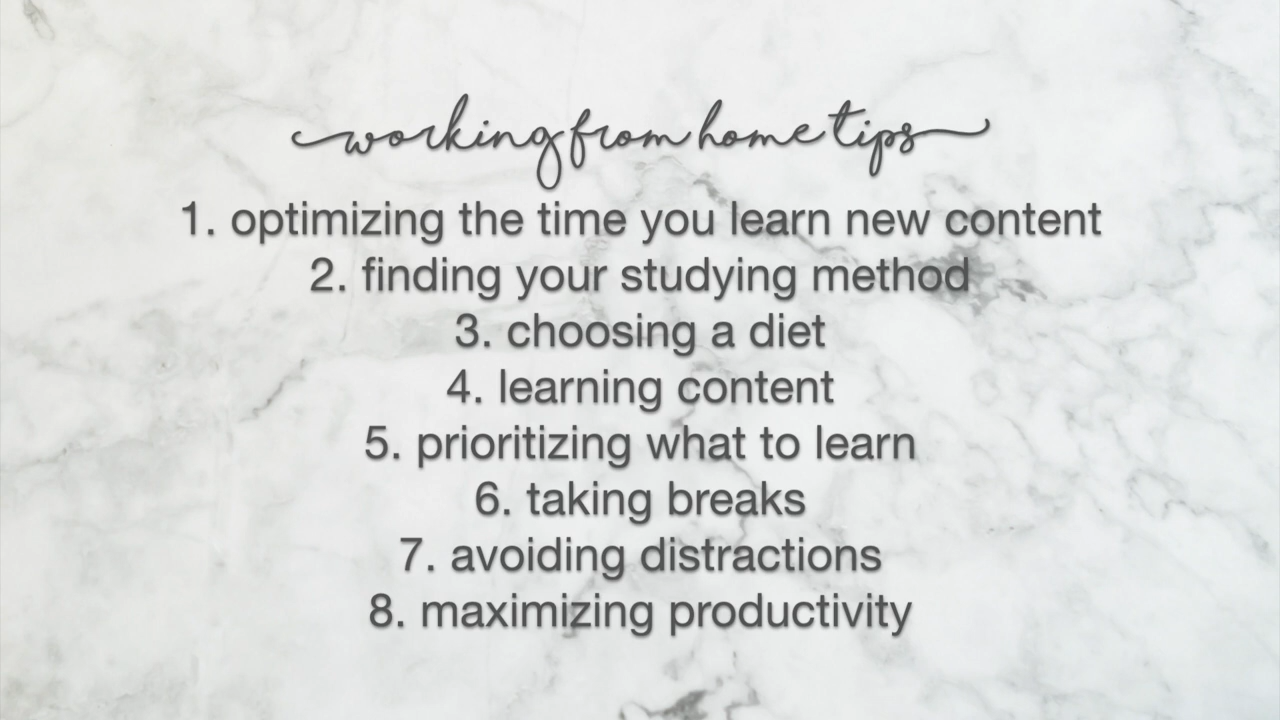 working from home tips
1. optimizing the time you learn new content
2. finding your studying method
3. choosing a diet
4. learning content
5. prioritizing what to learn
6. taking breaks
7. avoiding distractions
8. maximizing productivity